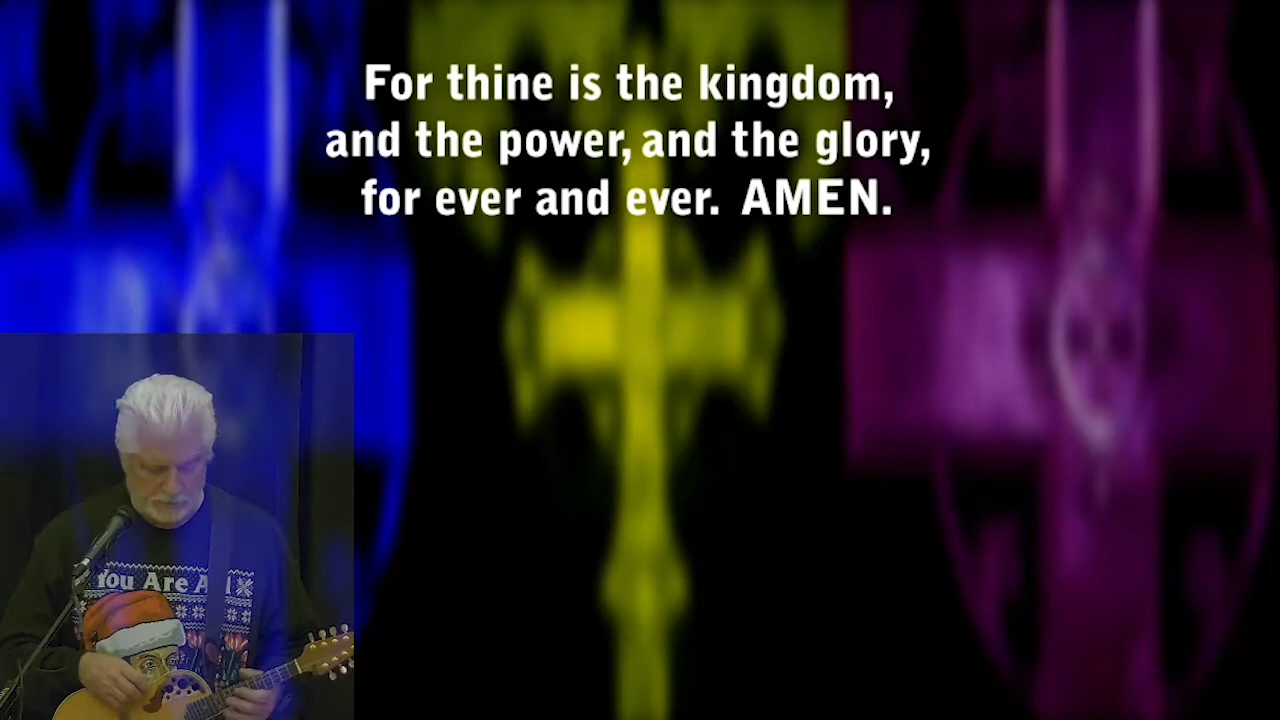 For thine is the kingdom,
and the power, and the glory,
for ever and ever. AMEN.
You Are A